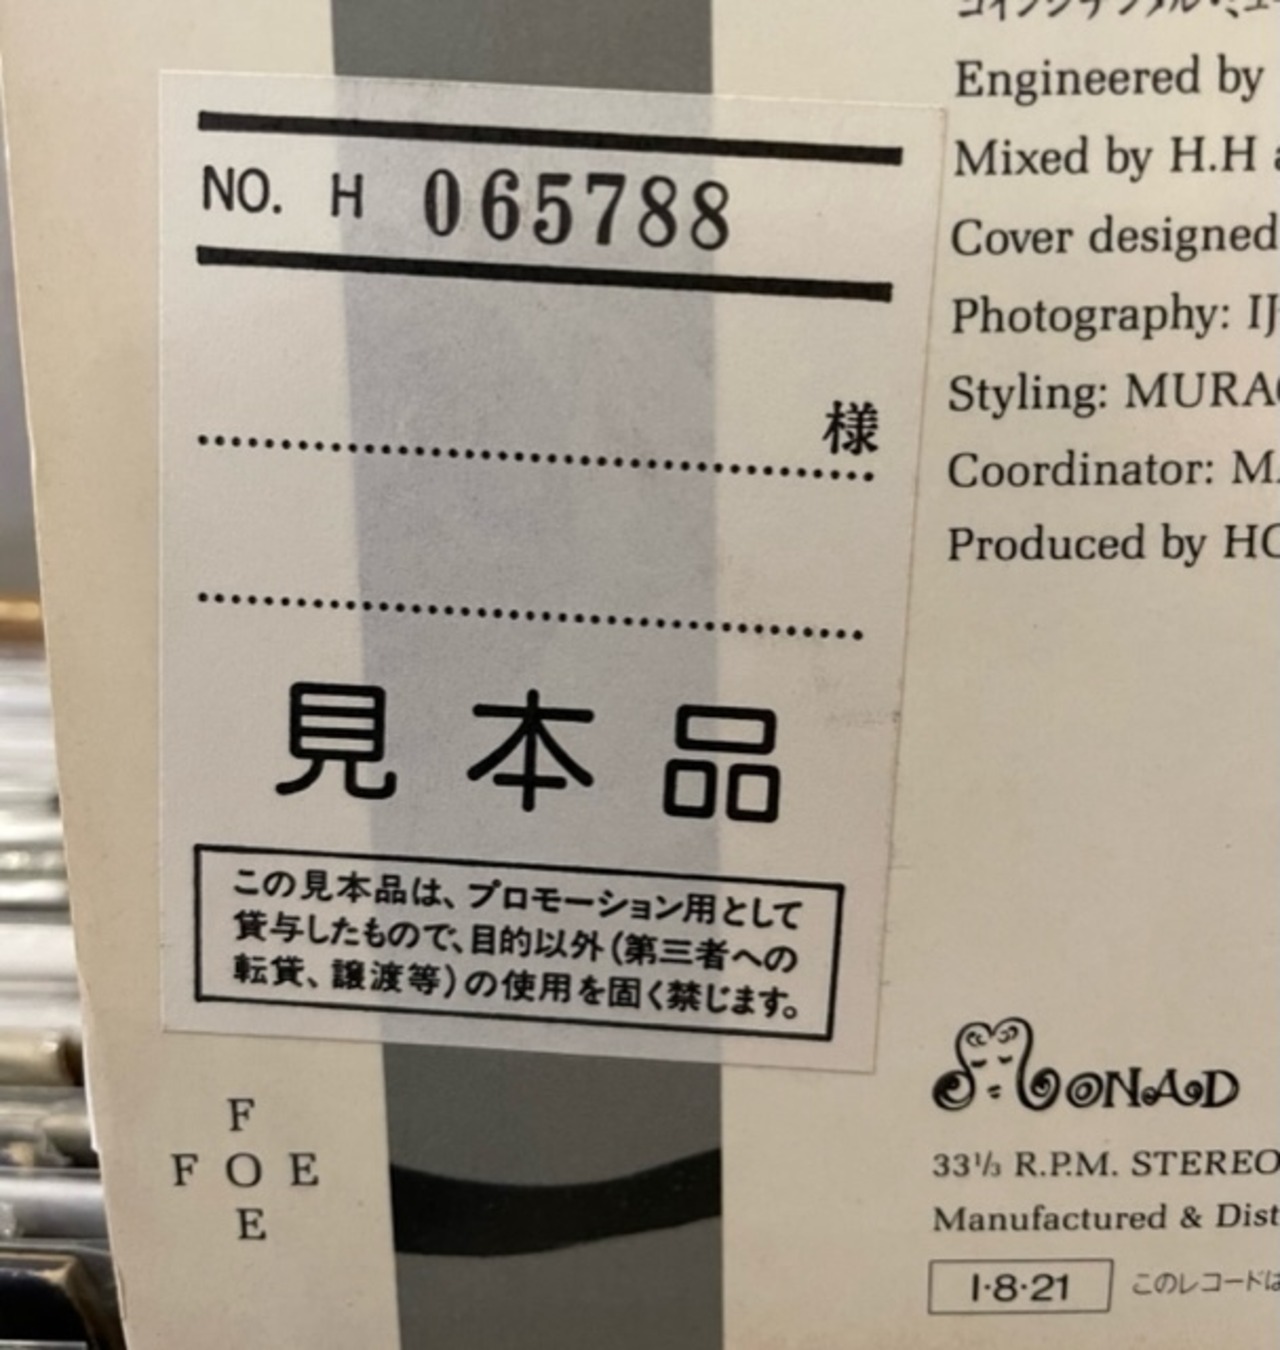 NO. H 065788
様
見本品
この見本品は、プロモーション用として
貸与したもので、目的以外(第三者への
転貸、譲渡等)の使用を固く禁じます。
Engineered by
Mixed by H.H
Cover designed
Photography:
Styling:
Coordinator:
Produced by
F
F O E
E
MONAD
33⅓ R.P.M. STEREO
Manufactured &
1·8·21 このレコードは